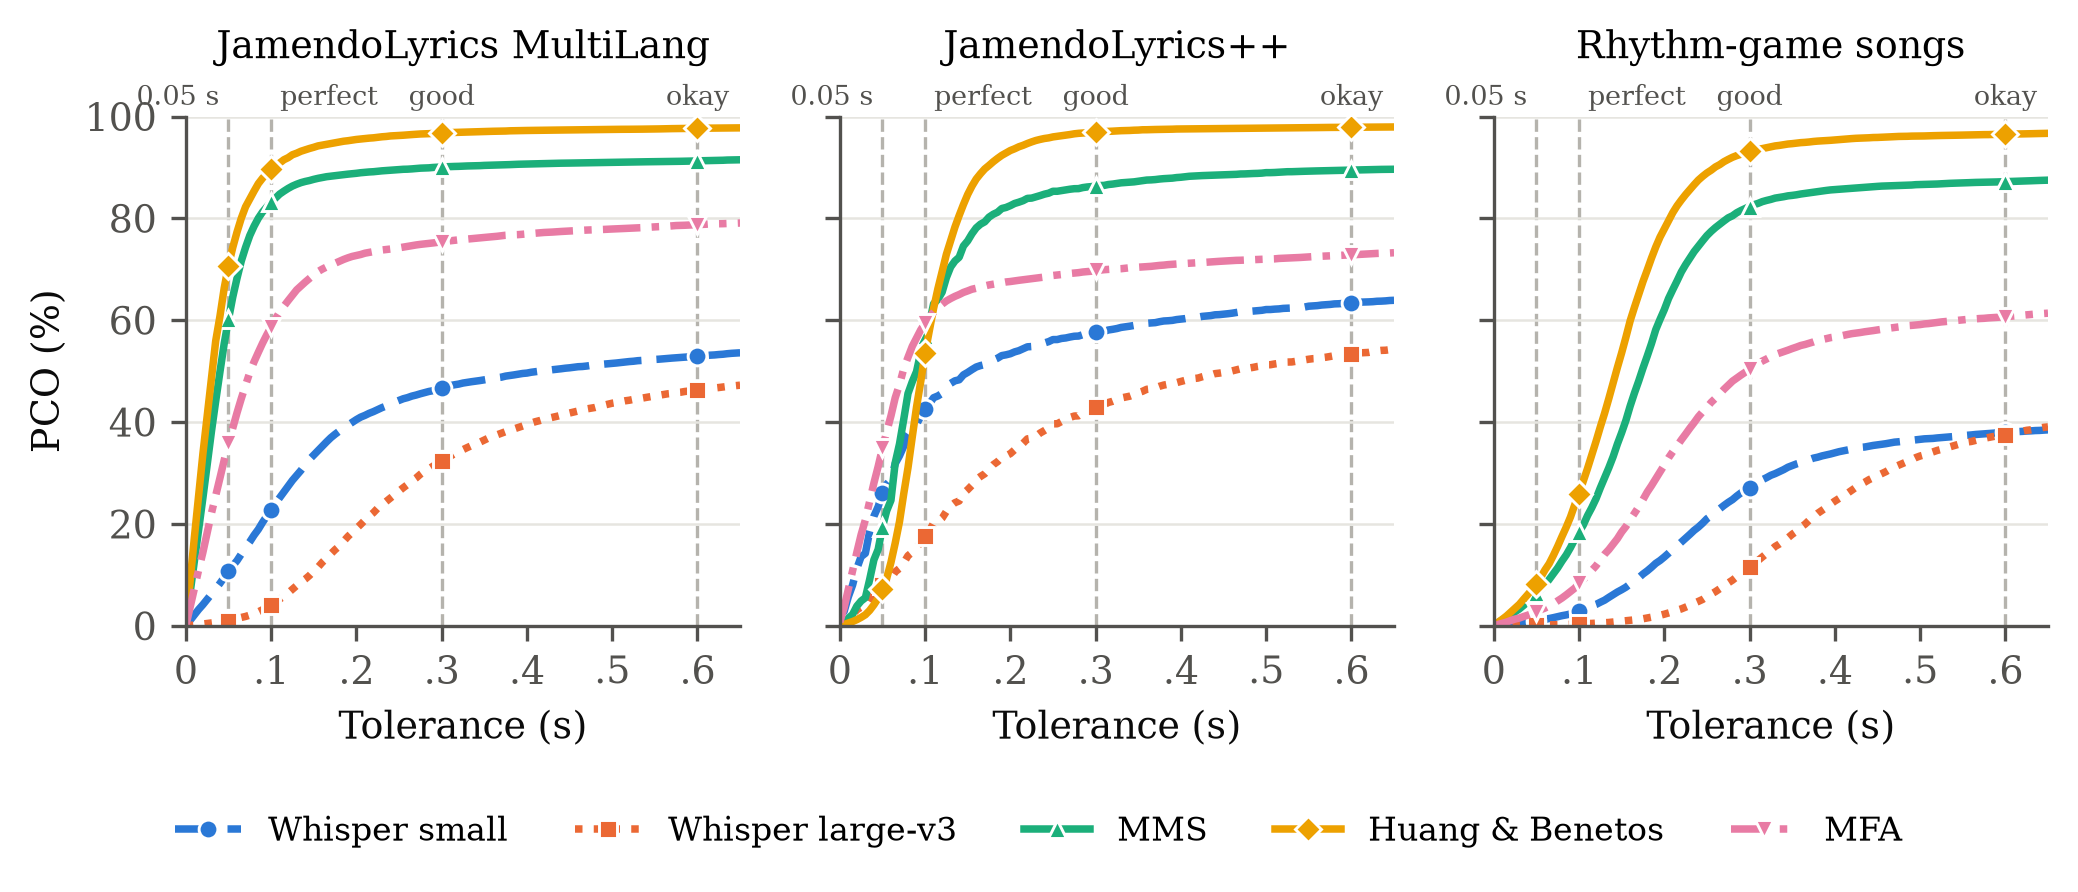 JamendoLyrics MultiLang JamendoLyrics++ Rhythm-game songs
0.05 s perfect good okay 0.05 s perfect good okay 0.05 s perfect good okay
100
80
60
40
20
0
PCO (%)
0 .1 .2 .3 .4 .5 .6 0 .1 .2 .3 .4 .5 .6 0 .1 .2 .3 .4 .5 .6
Tolerance (s) Tolerance (s) Tolerance (s)
Whisper small Whisper large-v3 MMS Huang & Benetos MFA